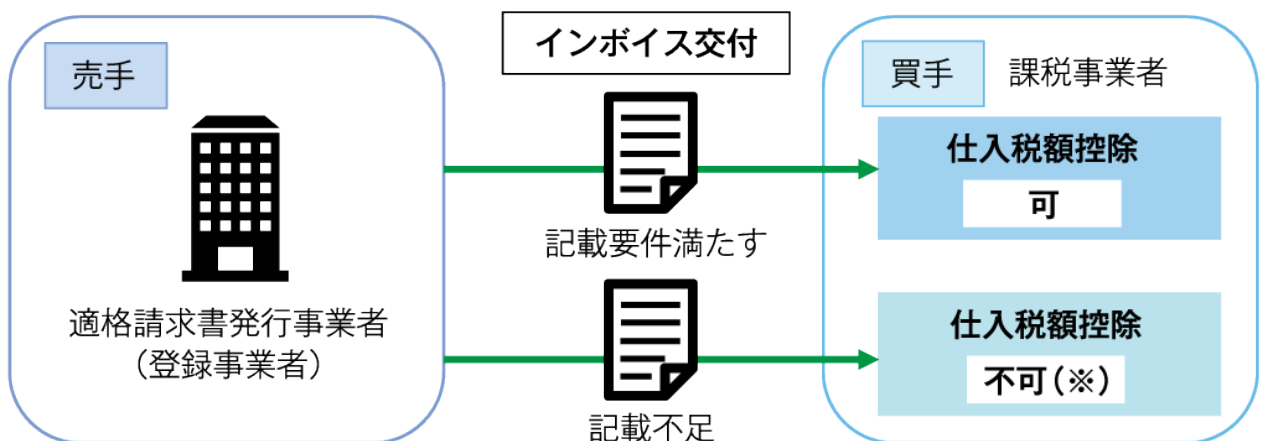 インボイス交付
売手
適格請求書発行事業者
（登録事業者）
記載要件満たす
記載不足
買手
課税事業者
仕入税額控除
可
仕入税額控除
不可（※）